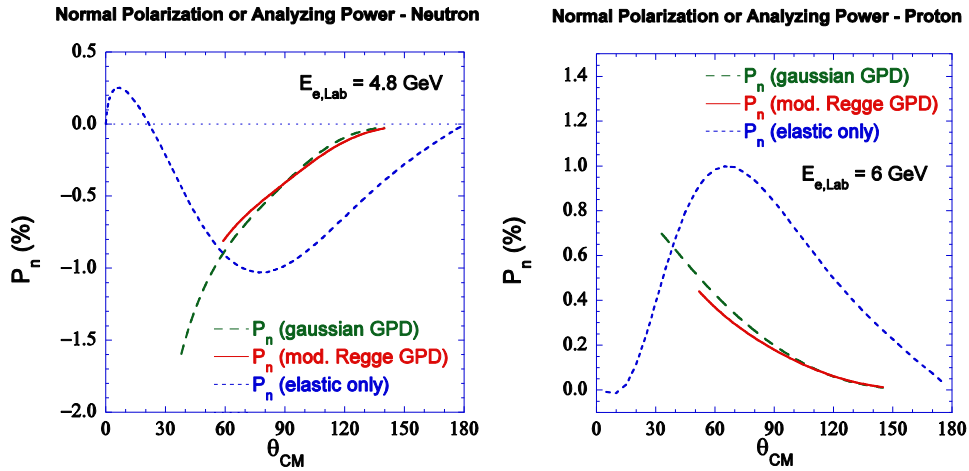 Normal Polarization or Analyzing Power - Neutron
0.5
0.0
−0.5
−1.0
−1.5
−2.0
P_n (%)
E_e,Lab = 4.8 GeV
P_n (gaussian GPD)
P_n (mod. Regge GPD)
P_n (elastic only)
0 30 60 90 120 150 180
θ_CM
Normal Polarization or Analyzing Power - Proton
1.4
1.2
1.0
0.8
0.6
0.4
0.2
0.0
P_n (%)
P_n (gaussian GPD)
P_n (mod. Regge GPD)
P_n (elastic only)
E_e,Lab = 6 GeV
0 30 60 90 120 150 180
θ_CM